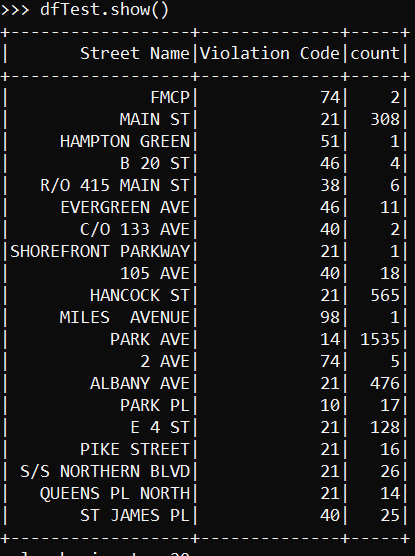 >>> dfTest.show()
+-----------------+--------------+-----+
|      Street Name|Violation Code|count|
+-----------------+--------------+-----+
|             FMCP|            74|    2|
|          MAIN ST|            21|  308|
|    HAMPTON GREEN|            51|    1|
|          B 20 ST|            46|    4|
|  R/O 415 MAIN ST|            38|    6|
|    EVERGREEN AVE|            46|   11|
|      C/O 133 AVE|            40|    2|
|SHOREFRONT PARKWAY|            21|    1|
|          105 AVE|            40|   18|
|       HANCOCK ST|            21|  565|
|    MILES  AVENUE|            98|    1|
|         PARK AVE|            14| 1535|
|            2 AVE|            74|    5|
|       ALBANY AVE|            21|  476|
|          PARK PL|            10|   17|
|           E 4 ST|            21|  128|
|      PIKE STREET|            21|   16|
|S/S NORTHERN BLVD|            21|   26|
|  QUEENS PL NORTH|            21|   14|
|      ST JAMES PL|            40|   25|
+-----------------+--------------+-----+